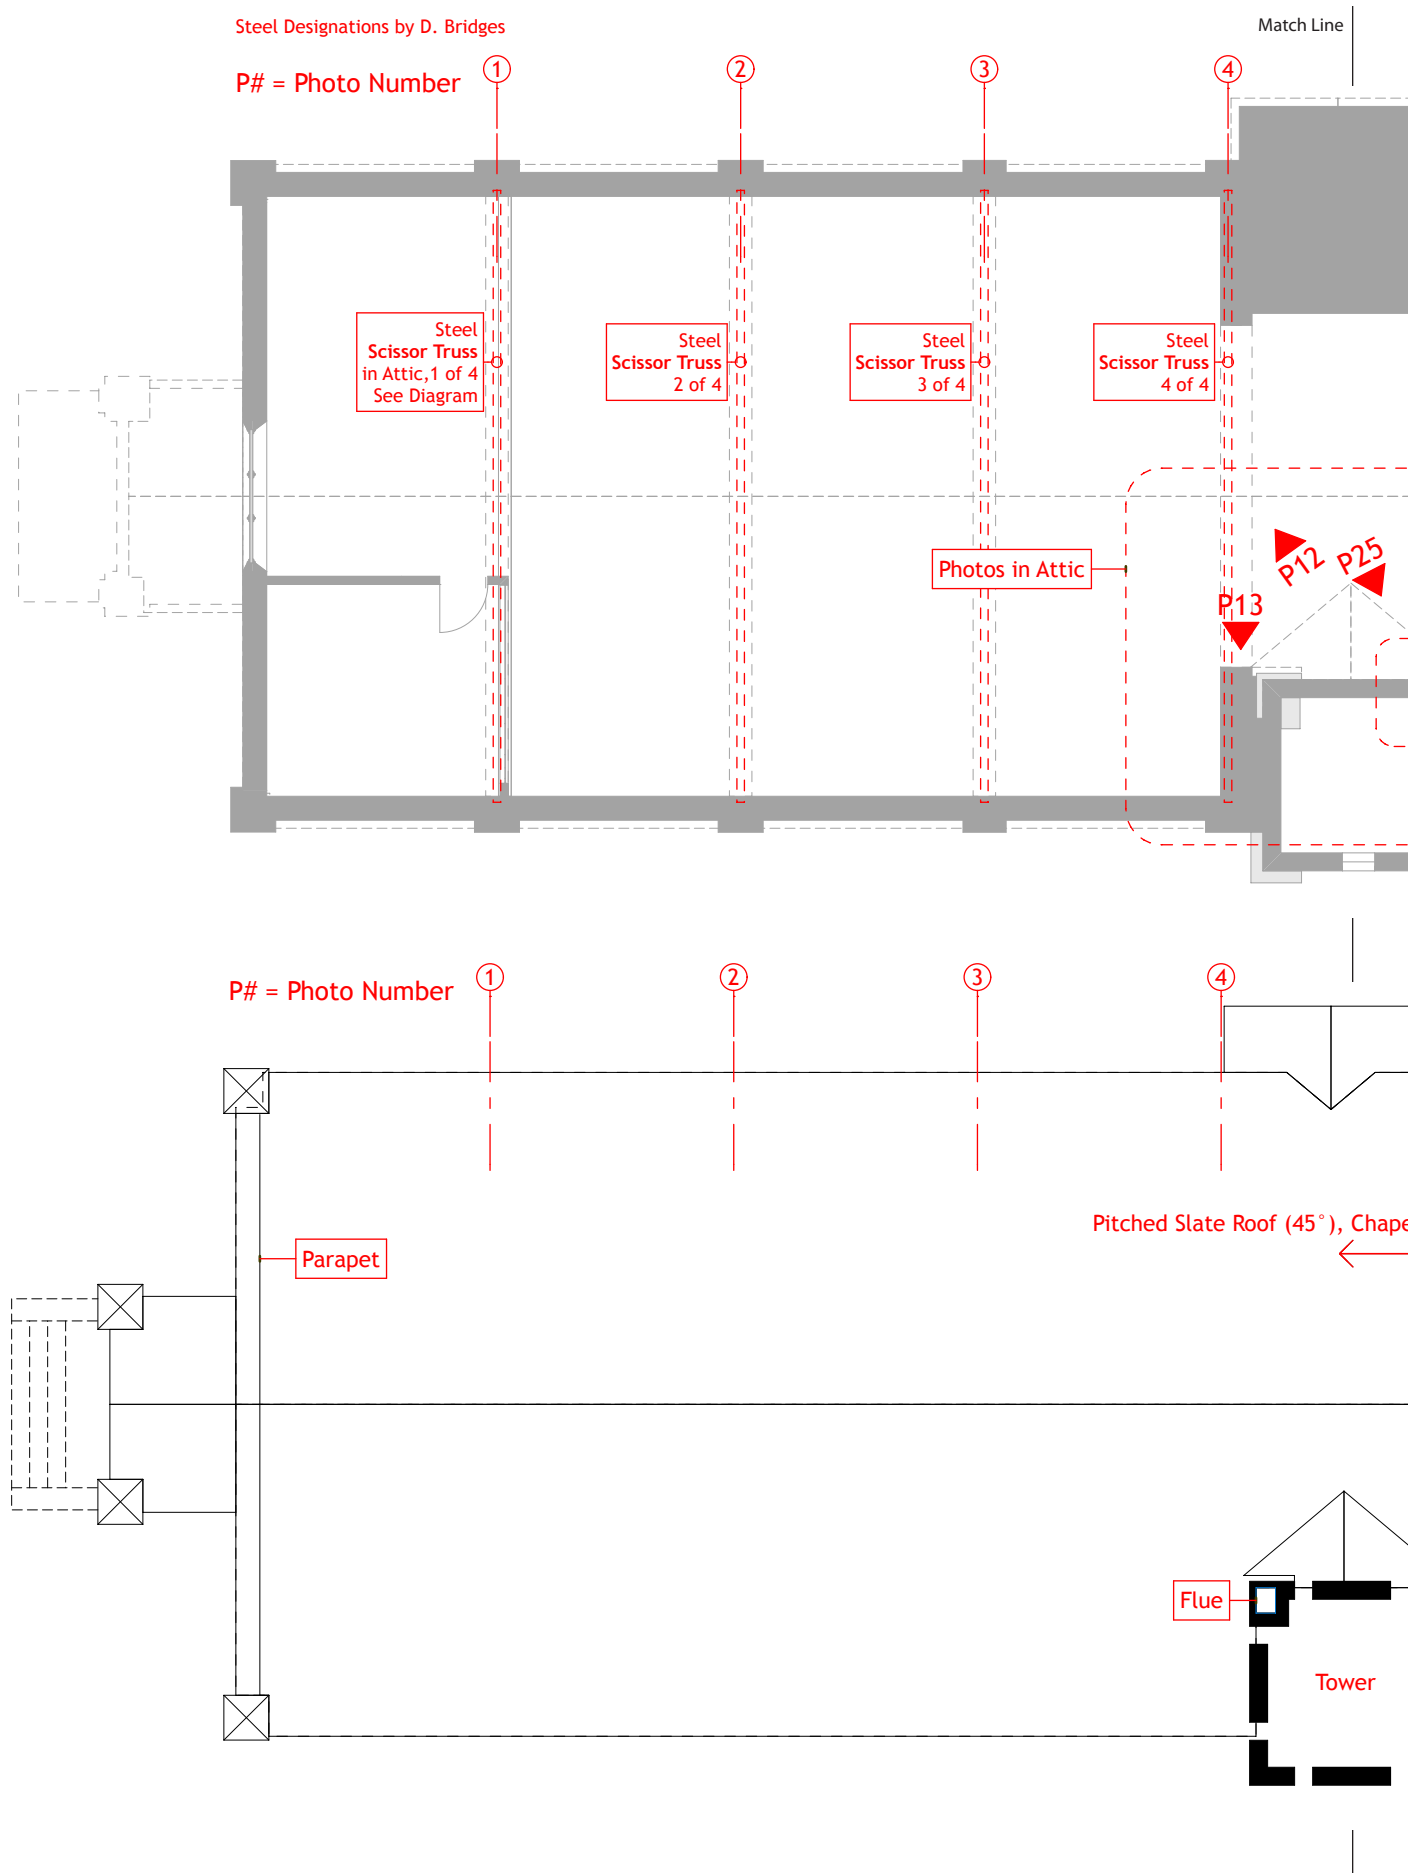 Steel Designations by D. Bridges
Match Line
P# = Photo Number
1
2
3
4
Steel
Scissor Truss
in Attic,1 of 4
See Diagram
Steel
Scissor Truss
2 of 4
Steel
Scissor Truss
3 of 4
Steel
Scissor Truss
4 of 4
Photos in Attic
P12
P25
P13
P# = Photo Number
1
2
3
4
Pitched Slate Roof (45°), Chape
Parapet
Flue
Tower